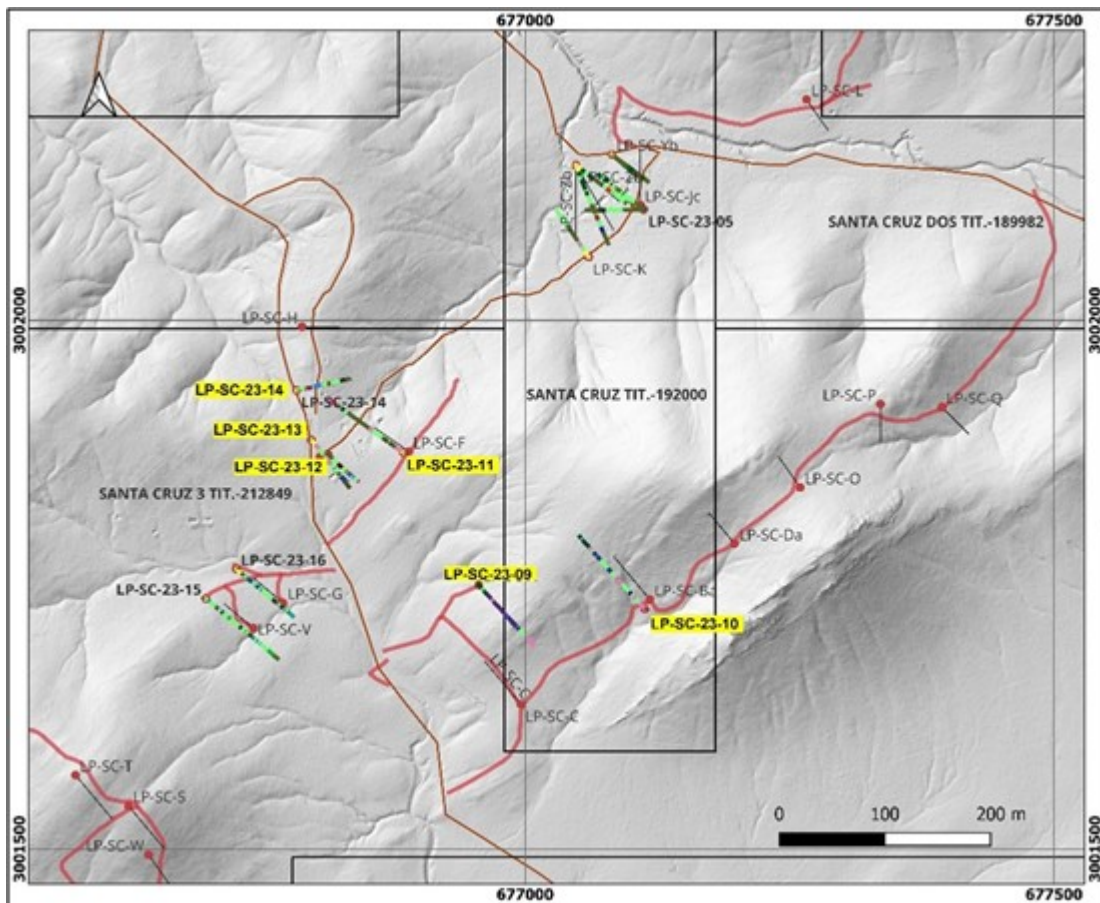 677000
677500
LP-SC-L
LP-SC-Yb
LP-SC-Zb
LP-SC-Jc
LP-SC-23-05
SANTA CRUZ DOS TIT.-189982
LP-SC-K
3002000
3002000
LP-SC-H
LP-SC-23-14
LP-SC-23-14
SANTA CRUZ TIT.-192000
LP-SC-P
LP-SC-Q
LP-SC-23-13
LP-SC-F
LP-SC-23-12
LP-SC-23-11
LP-SC-O
SANTA CRUZ 3 TIT.-212849
LP-SC-Da
LP-SC-23-16
LP-SC-23-09
LP-SC-23-15
LP-SC-G
LP-SC-V
LP-SC-23-10
LP-SC-C
LP-SC-T
LP-SC-S
LP-SC-W
0 100 200 m
3001500
3001500
677000
677500